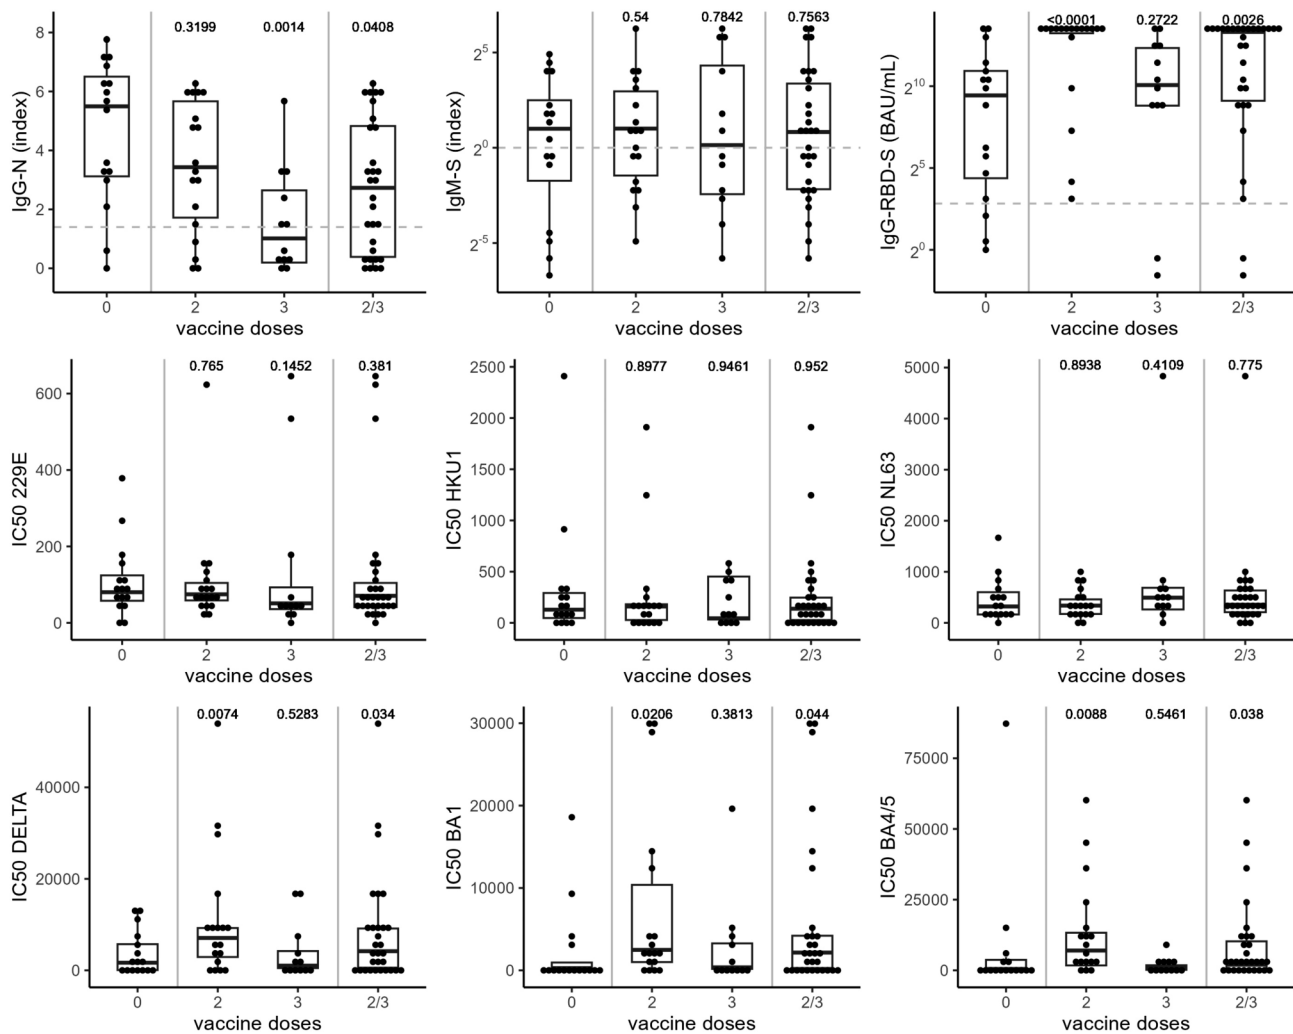 0.3199 0.0014 0.0408
IgG-N (index)
8
6
4
2
0
0 2 3 2/3
vaccine doses
0.54 0.7842 0.7563
IgM-S (index)
2^5
2^0
2^-5
0 2 3 2/3
vaccine doses
<0.0001 0.2722 0.0026
IgG-RBD-S (BAU/mL)
2^10
2^5
2^0
0 2 3 2/3
vaccine doses
0.765 0.1452 0.381
IC50 229E
600
400
200
0
0 2 3 2/3
vaccine doses
0.8977 0.9461 0.952
IC50 HKU1
2500
2000
1500
1000
500
0
0 2 3 2/3
vaccine doses
0.8938 0.4109 0.775
IC50 NL63
5000
4000
3000
2000
1000
0
0 2 3 2/3
vaccine doses
0.0074 0.5283 0.034
IC50 DELTA
40000
20000
0
0 2 3 2/3
vaccine doses
0.0206 0.3813 0.044
IC50 BA1
30000
20000
10000
0
0 2 3 2/3
vaccine doses
0.0088 0.5461 0.038
IC50 BA4/5
75000
50000
25000
0
0 2 3 2/3
vaccine doses